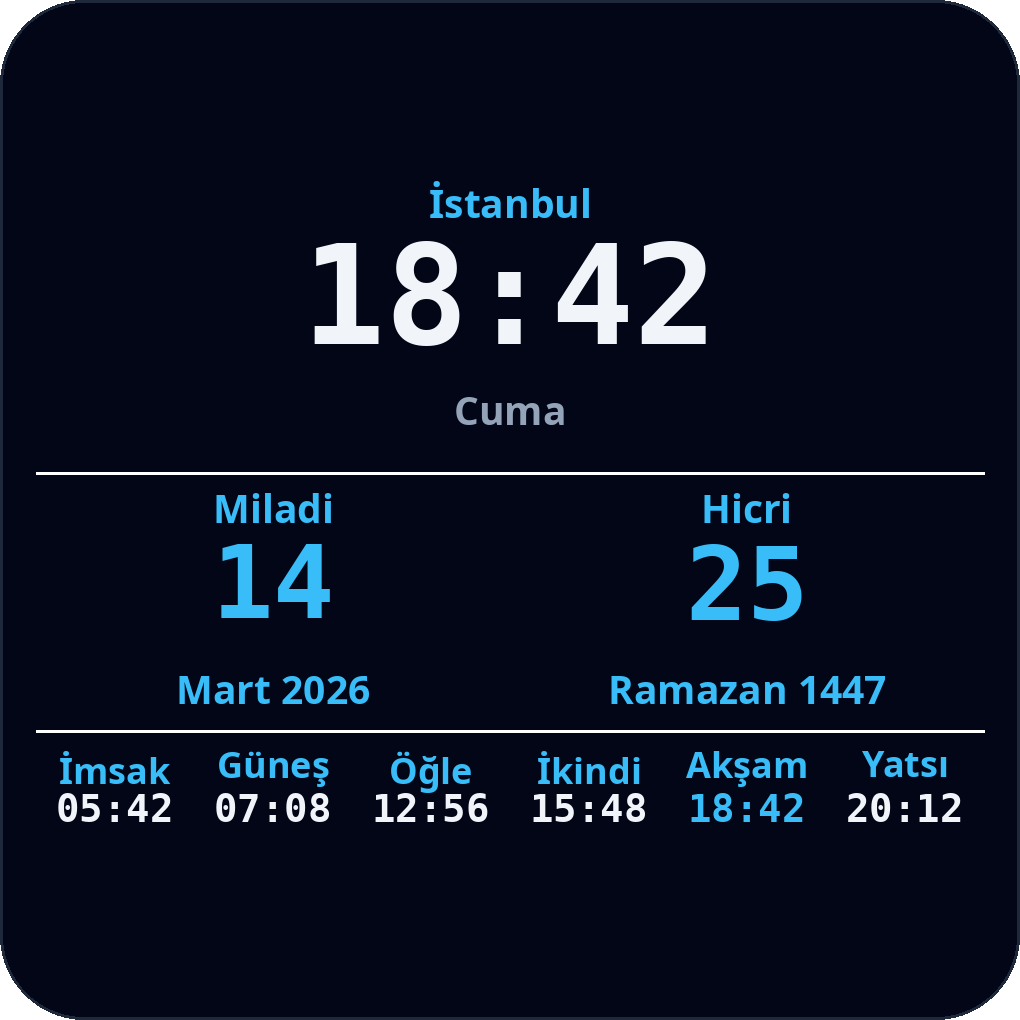 İstanbul
18:42
Cuma
Miladi Hicri
14 25
Mart 2026 Ramazan 1447
İmsak Güneş Öğle İkindi Akşam Yatsı
05:42 07:08 12:56 15:48 18:42 20:12